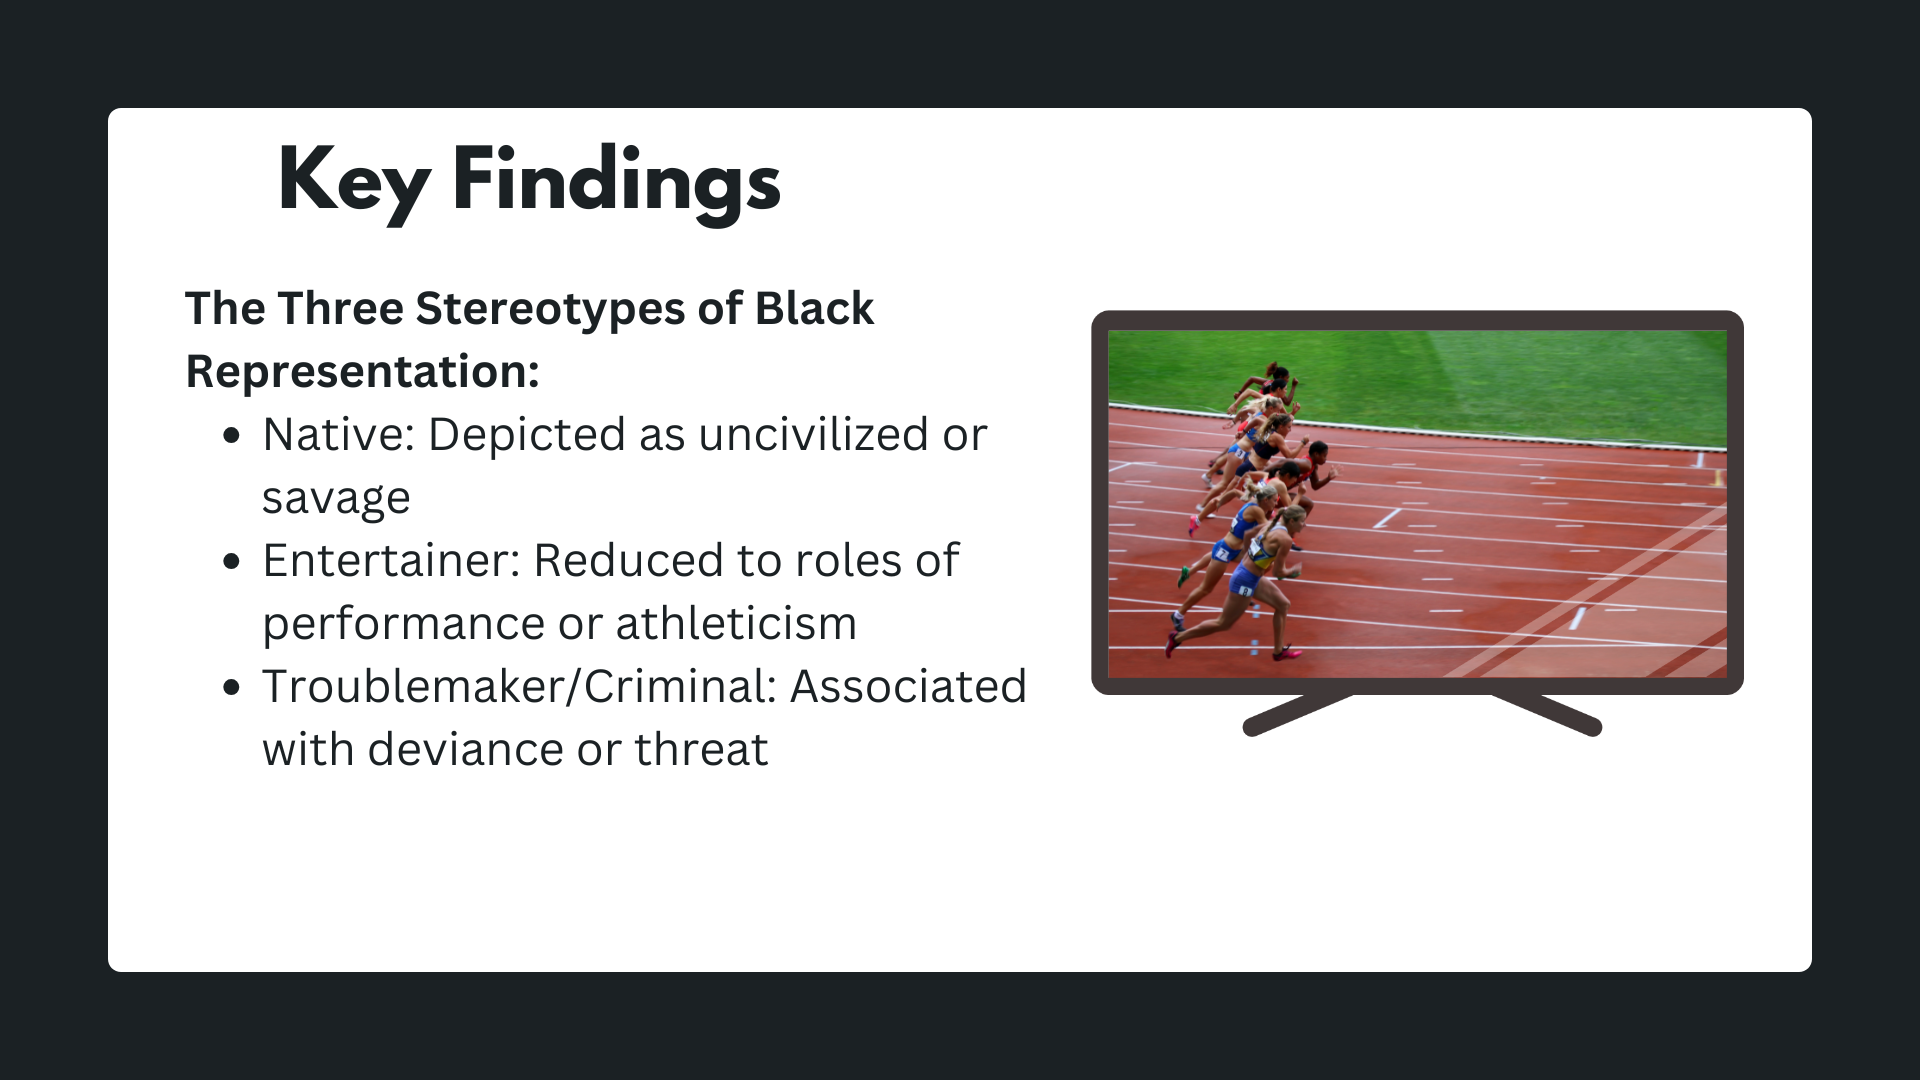 Key Findings
The Three Stereotypes of Black
Representation:
• Native: Depicted as uncivilized or
savage
• Entertainer: Reduced to roles of
performance or athleticism
• Troublemaker/Criminal: Associated
with deviance or threat